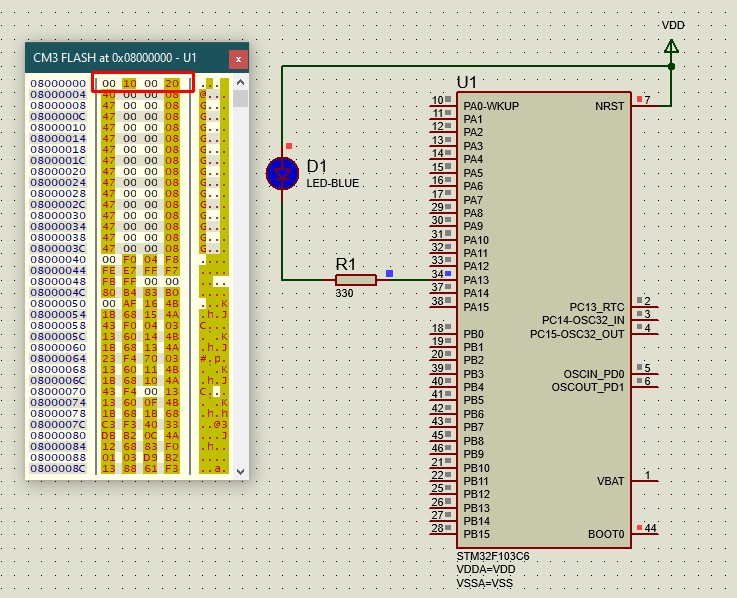 CM3 FLASH at 0x08000000 - U1
08000000 00 10 00 20 ...
08000004 40 00 00 08 @...
08000008 47 00 00 08 G...
0800000C 47 00 00 08 G...
08000010 47 00 00 08 G...
08000014 47 00 00 08 G...
08000018 47 00 00 08 G...
0800001C 47 00 00 08 G...
08000020 47 00 00 08 G...
08000024 47 00 00 08 G...
08000028 47 00 00 08 G...
0800002C 47 00 00 08 G...
08000030 47 00 00 08 G...
08000034 47 00 00 08 G...
08000038 47 00 00 08 G...
0800003C 47 00 00 08 G...
08000040 00 F0 04 F8 ....
08000044 FE E7 FF F7 ....
08000048 FB FF 00 00 ....
0800004C 80 B4 83 B0 ....
08000050 00 AF 16 4B ...K
08000054 1B 68 15 4A .h.J
08000058 43 F0 04 03 C...
0800005C 13 60 14 4B .`.K
08000060 1B 68 13 4A .h.J
08000064 23 F4 70 03 #.p.
08000068 13 60 11 4B .`.K
0800006C 1B 68 10 4A .h.J
08000070 43 F4 00 13 C...
08000074 13 60 0F 4B .`.K
08000078 1B 68 1B 68 .h.h
0800007C C3 F3 40 33 ..@3
08000080 DB B2 0C 4A ...J
08000084 12 68 83 F0 .h..
08000088 01 03 D9 B2 ....
0800008C 13 88 61 F3 ..a.
D1
LED-BLUE
R1
330
VDD
U1
10 PA0-WKUP
11 PA1
12 PA2
13 PA3
14 PA4
15 PA5
16 PA6
17 PA7
29 PA8
30 PA9
31 PA10
32 PA11
33 PA12
34 PA13
37 PA14
38 PA15
18 PB0
19 PB1
20 PB2
39 PB3
40 PB4
41 PB5
42 PB6
43 PB7
45 PB8
46 PB9
21 PB10
22 PB11
25 PB12
26 PB13
27 PB14
28 PB15
NRST 7
PC13_RTC 2
PC14-OSC32_IN 3
PC15-OSC32_OUT 4
OSCIN_PD0 5
OSCOUT_PD1 6
VBAT 1
BOOT0 44
STM32F103C6
VDDA=VDD
VSSA=VSS